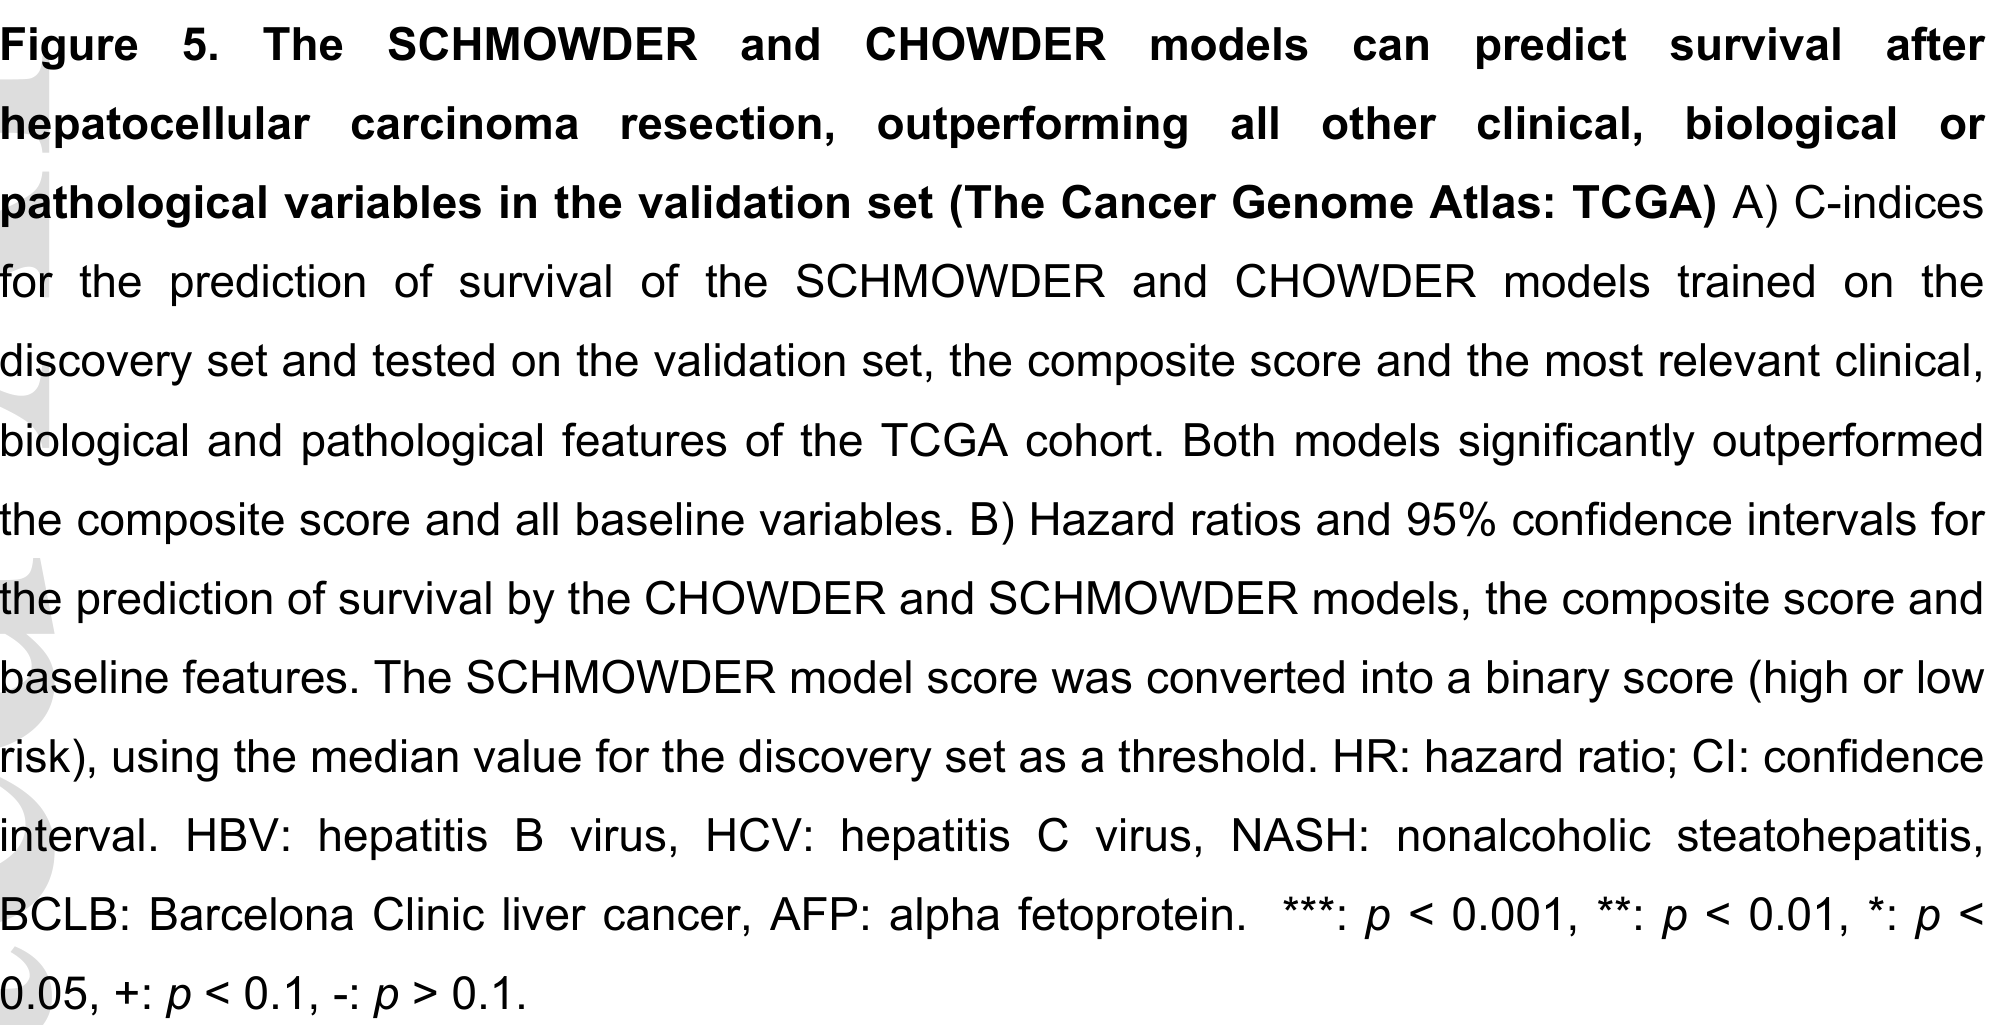 Figure 5. The SCHMOWDER and CHOWDER models can predict survival after
hepatocellular carcinoma resection, outperforming all other clinical, biological or
pathological variables in the validation set (The Cancer Genome Atlas: TCGA) A) C-indices
for the prediction of survival of the SCHMOWDER and CHOWDER models trained on the
discovery set and tested on the validation set, the composite score and the most relevant clinical,
biological and pathological features of the TCGA cohort. Both models significantly outperformed
the composite score and all baseline variables. B) Hazard ratios and 95% confidence intervals for
the prediction of survival by the CHOWDER and SCHMOWDER models, the composite score and
baseline features. The SCHMOWDER model score was converted into a binary score (high or low
risk), using the median value for the discovery set as a threshold. HR: hazard ratio; CI: confidence
interval. HBV: hepatitis B virus, HCV: hepatitis C virus, NASH: nonalcoholic steatohepatitis,
BCLB: Barcelona Clinic liver cancer, AFP: alpha fetoprotein. ***: p < 0.001, **: p < 0.01, *: p <
0.05, +: p < 0.1, -: p > 0.1.